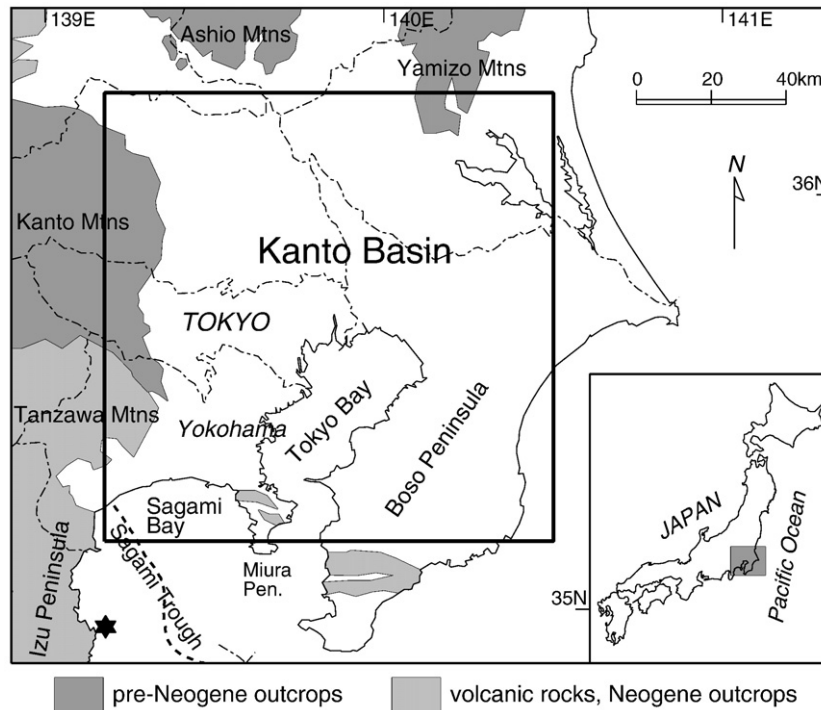 139E
140E
141E
Ashio Mtns
Yamizo Mtns
0 20 40km
N
36N
Kanto Mtns
Kanto Basin
TOKYO
Tanzawa Mtns
Yokohama
Tokyo Bay
Boso Peninsula
Sagami
Bay
Sagami Trough
Miura
Pen.
Izu Peninsula
35N
JAPAN
Pacific Ocean
pre-Neogene outcrops
volcanic rocks, Neogene outcrops